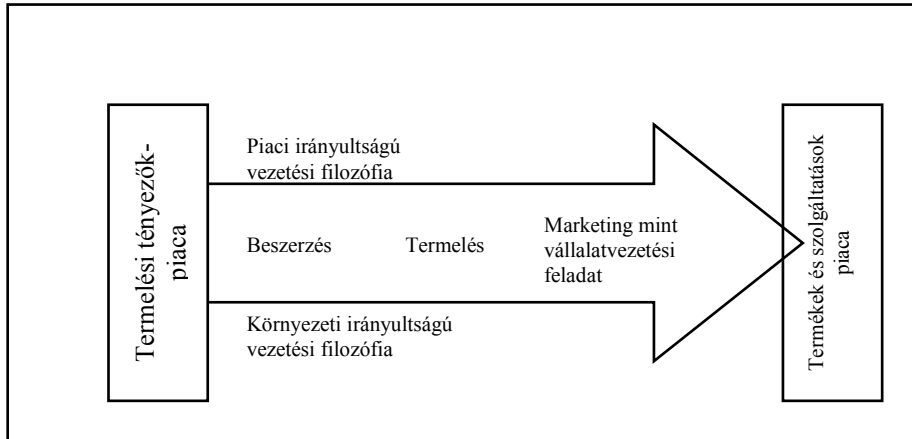 Termelési tényezők-
piaca
Piaci irányultságú
vezetési filozófia
Beszerzés
Termelés
Marketing mint
vállalatvezetési
feladat
Környezeti irányultságú
vezetési filozófia
Termékek és szolgáltatások
piaca